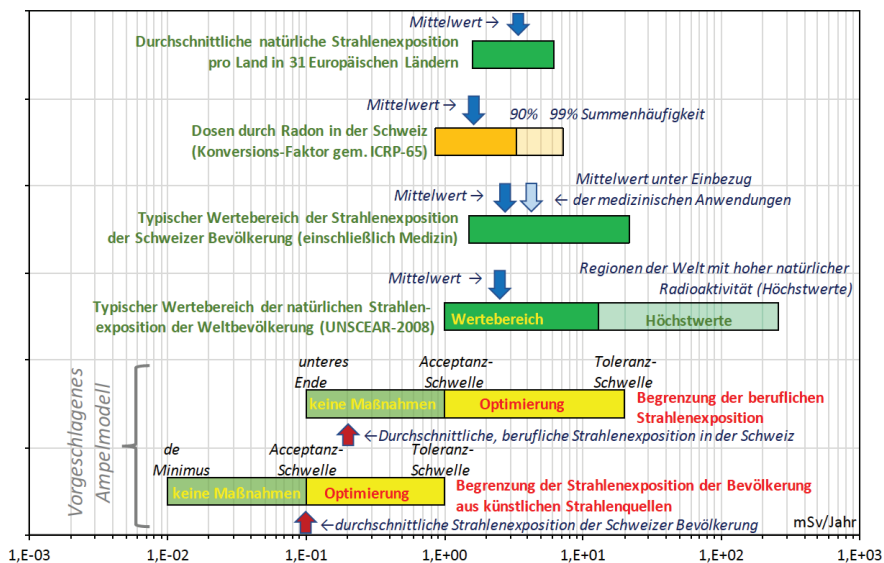 Mittelwert →
Durchschnittliche natürliche Strahlenexposition
pro Land in 31 Europäischen Ländern
Mittelwert →
90% 99% Summenhäufigkeit
Dosen durch Radon in der Schweiz
(Konversions-Faktor gem. ICRP-65)
Mittelwert →
Mittelwert unter Einbezug
← der medizinischen Anwendungen
Typischer Wertebereich der Strahlenexposition
der Schweizer Bevölkerung (einschließlich Medizin)
Mittelwert →
Regionen der Welt mit hoher natürlicher
Radioaktivität (Höchstwerte)
Typischer Wertebereich der natürlichen Strahlen-
exposition der Weltbevölkerung (UNSCEAR-2008)
Wertebereich
Höchstwerte
Vorgeschlagenes
Ampelmodell
unteres
Ende
Acceptanz-
Schwelle
Toleranz-
Schwelle
keine Maßnahmen
Optimierung
Begrenzung der beruflichen
Strahlenexposition
←Durchschnittliche, berufliche Strahlenexposition in der Schweiz
de
Minimus
Acceptanz-
Schwelle
Toleranz-
Schwelle
keine Maßnahmen
Optimierung
Begrenzung der Strahlenexposition der Bevölkerung
aus künstlichen Strahlenquellen
←durchschnittliche Strahlenexposition der Schweizer Bevölkerung
mSv/Jahr
1,E=03 1,E-02 1,E-01 1,E+00 1,E+01 1,E+02 1,E+03